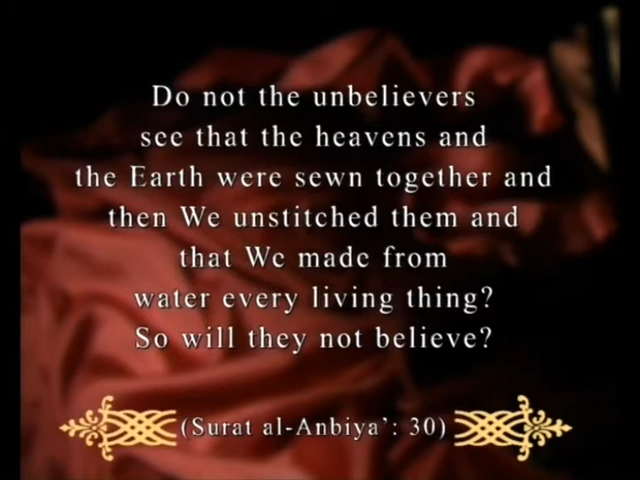 Do not the unbelievers
see that the heavens and
the Earth were sewn together and
then We unstitched them and
that We made from
water every living thing?
So will they not believe?
(Surat al-Anbiya’: 30)